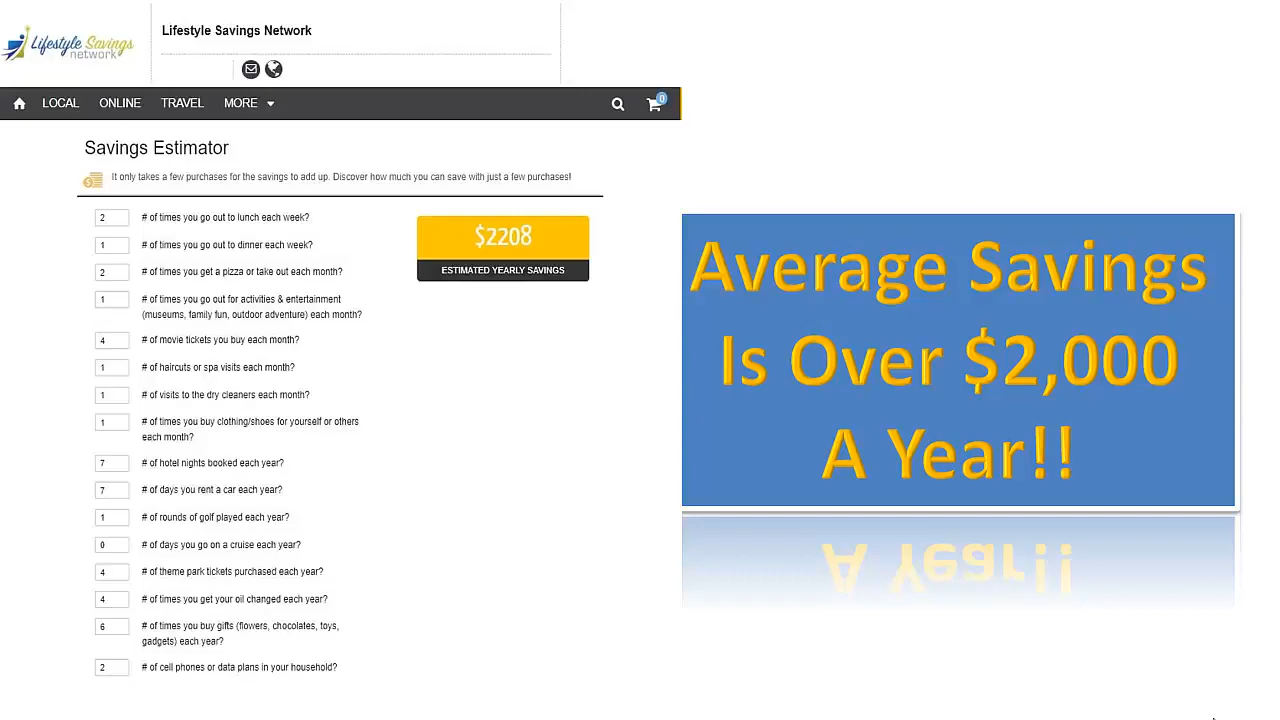 Lifestyle Savings
network
Lifestyle Savings Network
LOCAL ONLINE TRAVEL MORE
0
Savings Estimator
It only takes a few purchases for the savings to add up. Discover how much you can save with just a few purchases!
2 # of times you go out to lunch each week?
1 # of times you go out to dinner each week?
2 # of times you get a pizza or take out each month?
1 # of times you go out for activities & entertainment
(museums, family fun, outdoor adventure) each month?
4 # of movie tickets you buy each month?
1 # of haircuts or spa visits each month?
1 # of visits to the dry cleaners each month?
1 # of times you buy clothing/shoes for yourself or others
each month?
7 # of hotel nights booked each year?
7 # of days you rent a car each year?
1 # of rounds of golf played each year?
0 # of days you go on a cruise each year?
4 # of theme park tickets purchased each year?
4 # of times you get your oil changed each year?
6 # of times you buy gifts (flowers, chocolates, toys,
gadgets) each year?
2 # of cell phones or data plans in your household?
$2208
ESTIMATED YEARLY SAVINGS
Average Savings
Is Over $2,000
A Year!!